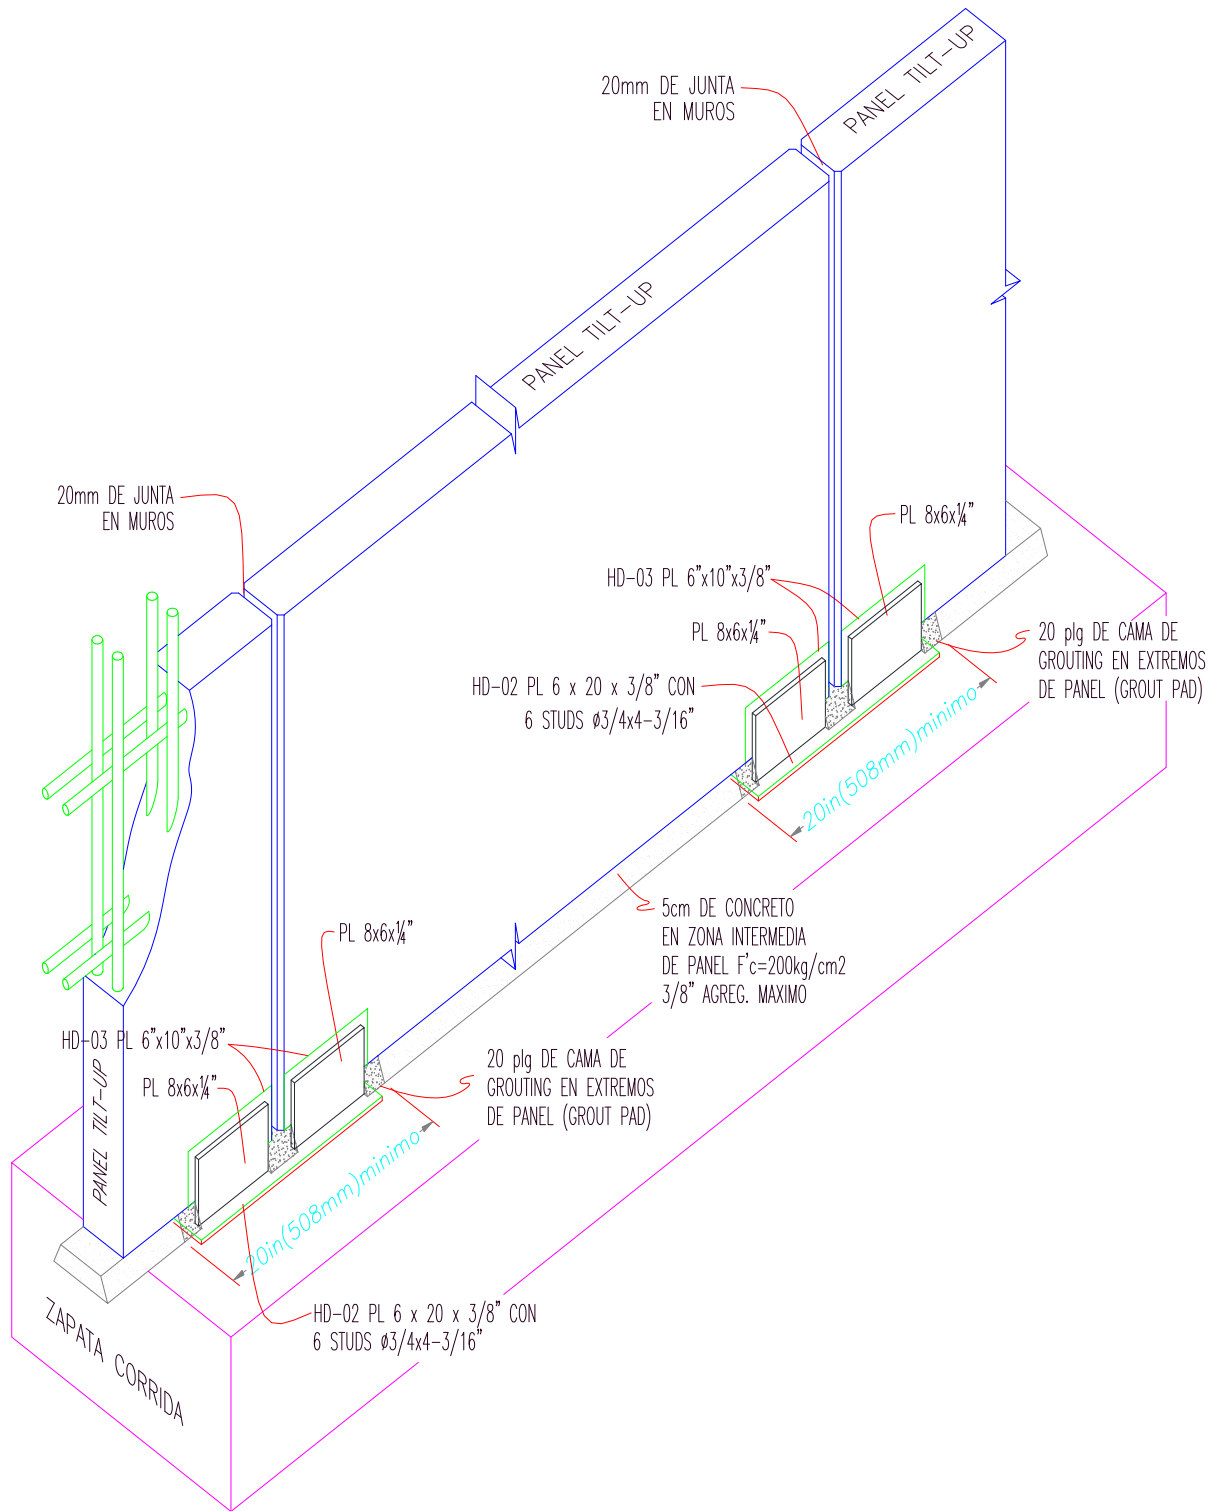 PANEL TILT-UP
20mm DE JUNTA
EN MUROS
PANEL TILT-UP
20mm DE JUNTA
EN MUROS
PL 8x6x¼"
HD-03 PL 6"x10"x3/8"
PL 8x6x¼"
20 plg DE CAMA DE
GROUTING EN EXTREMOS
DE PANEL (GROUT PAD)
HD-02 PL 6 x 20 x 3/8" CON
6 STUDS ø3/4x4-3/16"
20in(508mm)minimo
5cm DE CONCRETO
EN ZONA INTERMEDIA
DE PANEL F'c=200kg/cm2
3/8" AGREG. MAXIMO
PL 8x6x¼"
HD-03 PL 6"x10"x3/8"
PL 8x6x¼"
20 plg DE CAMA DE
GROUTING EN EXTREMOS
DE PANEL (GROUT PAD)
PANEL TILT-UP
20in(508mm)minimo
HD-02 PL 6 x 20 x 3/8" CON
6 STUDS ø3/4x4-3/16"
ZAPATA CORRIDA